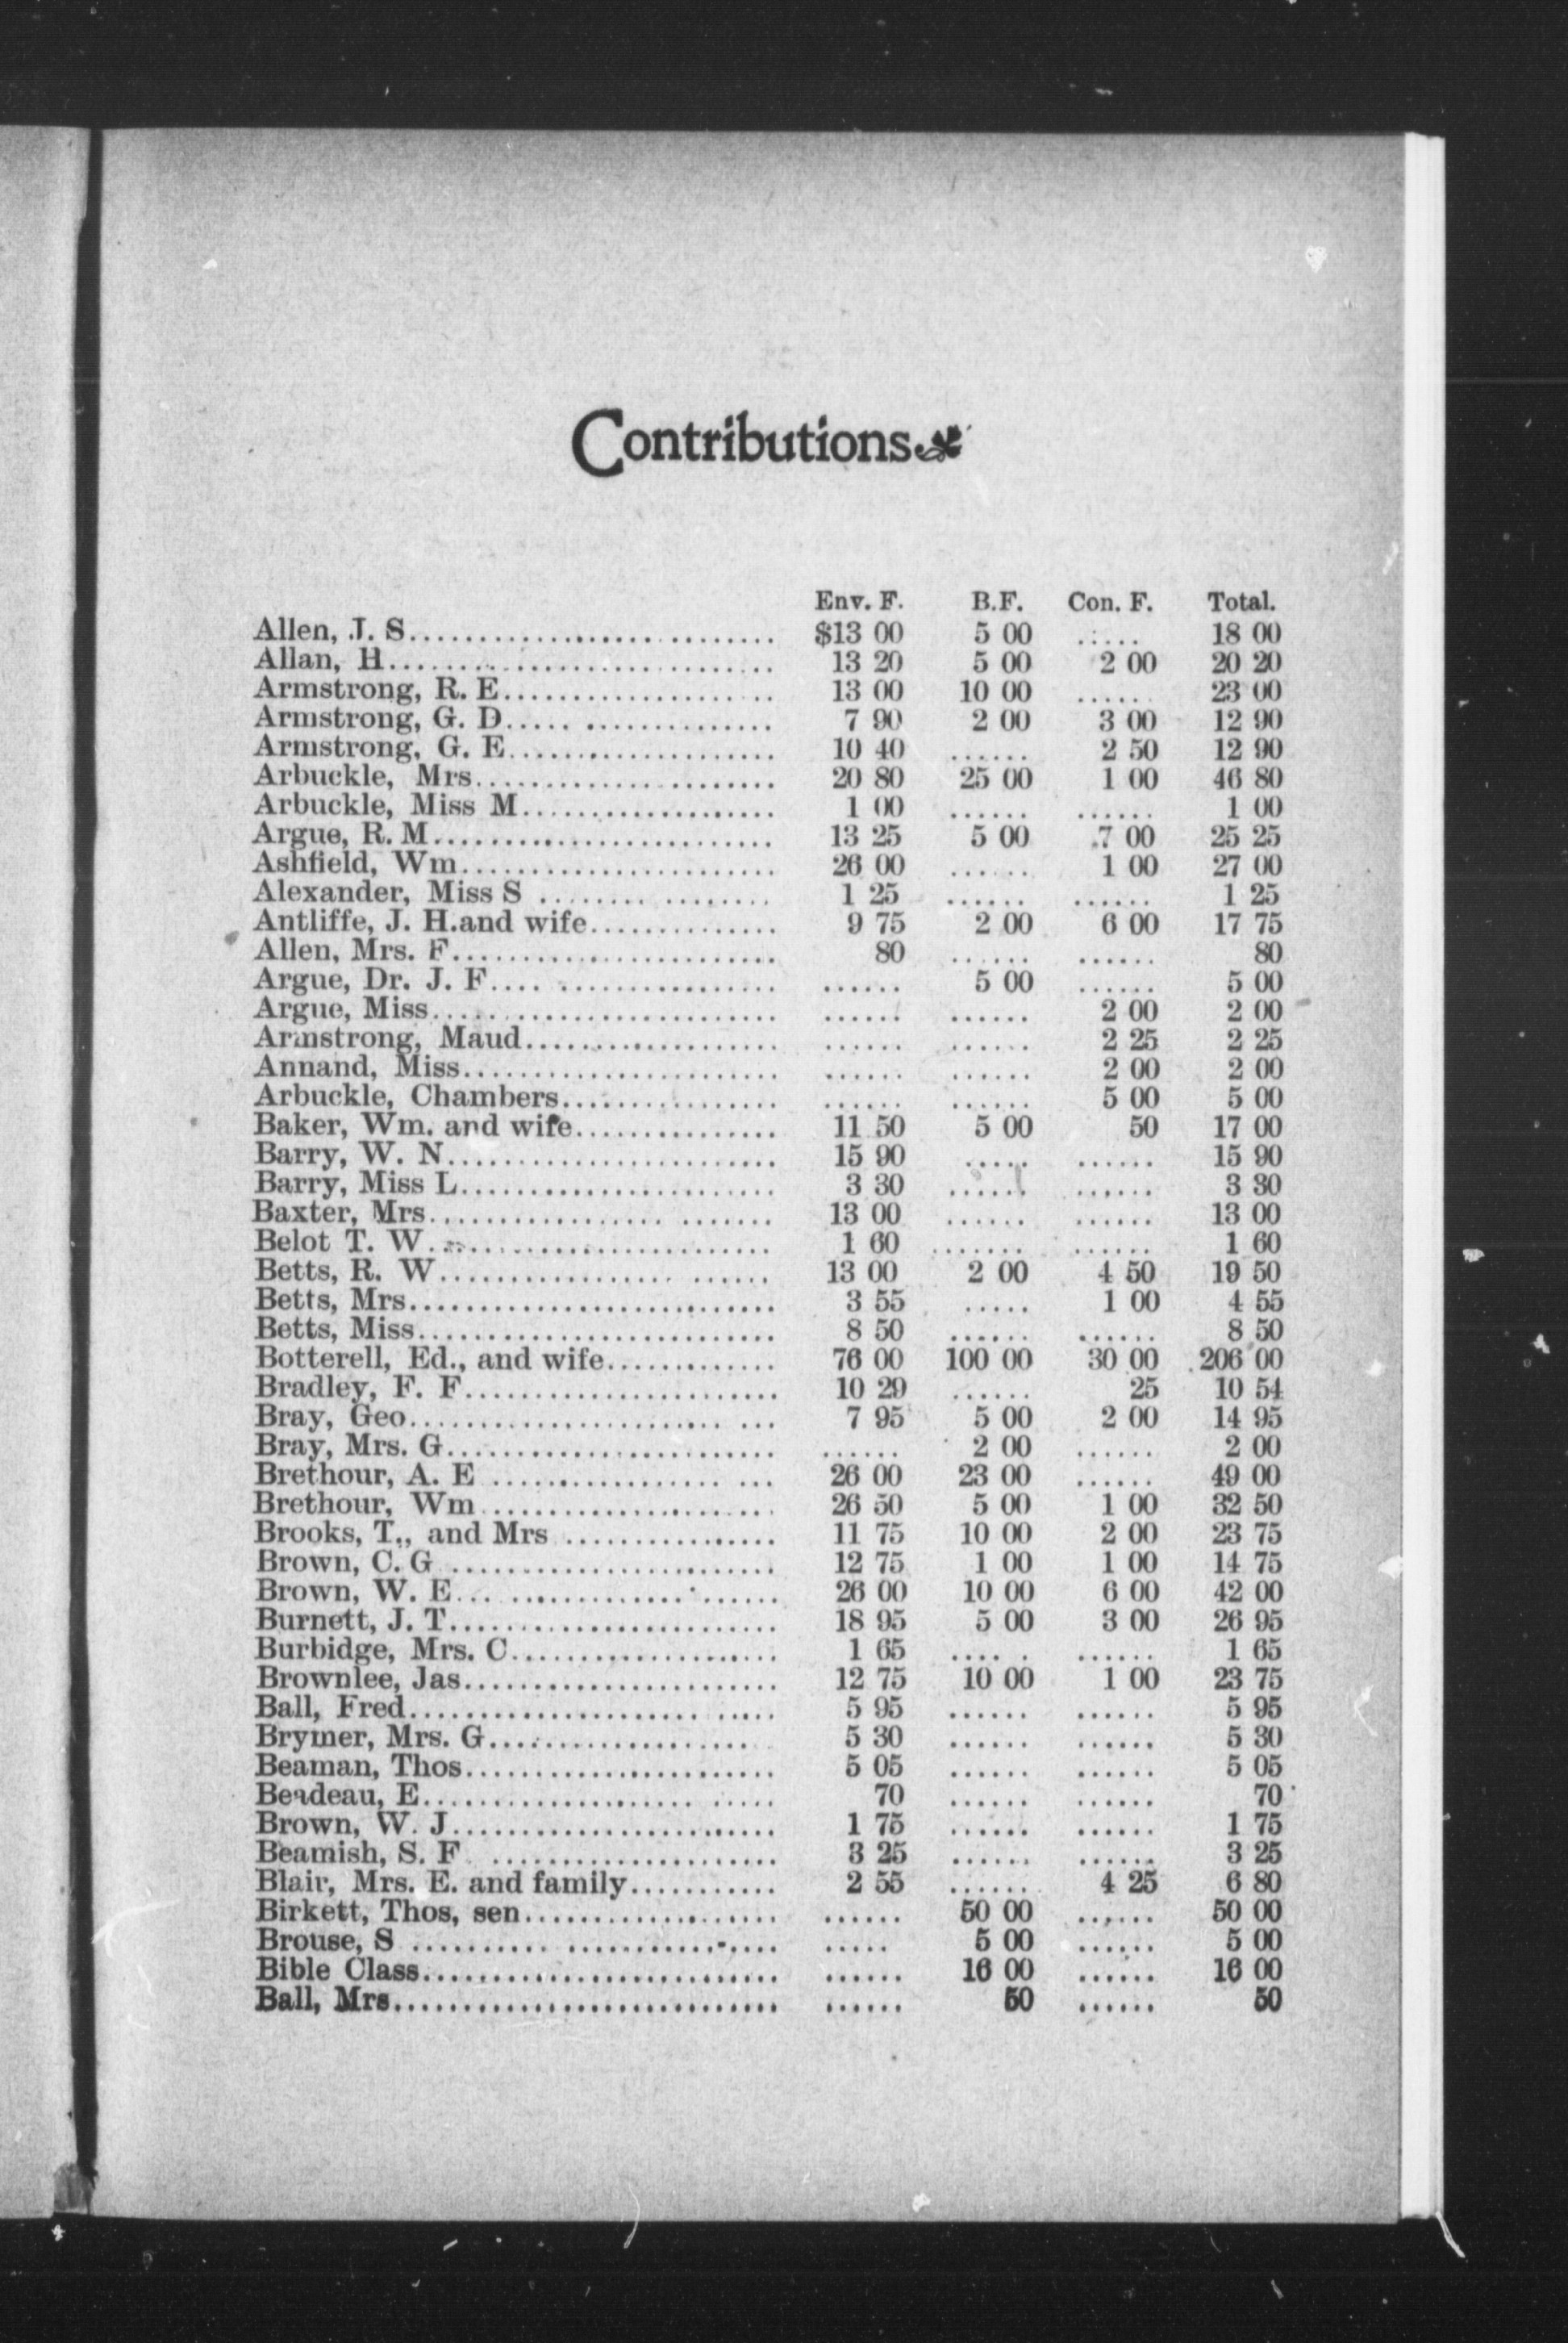 Contributions
Env. F. B.F. Con. F. Total.
Allen, J. S........................... $13 00 5 00 ..... 18 00
Allan, H............................ 13 20 5 00 2 00 20 20
Armstrong, R. E.................... 13 00 10 00 ...... 23 00
Armstrong, G. D..... .............. 7 90 2 00 3 00 12 90
Armstrong, G. E................... 10 40 ...... 2 50 12 90
Arbuckle, Mrs...................... 20 80 25 00 1 00 46 80
Arbuckle, Miss M.................. 1 00 ...... ...... 1 00
Argue, R. M........................ 13 25 5 00 7 00 25 25
Ashfield, Wm....................... 26 00 ...... 1 00 27 00
Alexander, Miss S ........ ........ 1 25 ...... ...... 1 25
Antliffe, J. H.and wife.............. 9 75 2 00 6 00 17 75
Allen, Mrs. F....................... 80 ...... ...... 80
Argue, Dr. J. F.... ................ ...... 5 00 ...... 5 00
Argue, Miss......................... ...... ...... 2 00 2 00
Armstrong, Maud.................. ...... ...... 2 25 2 25
Annand, Miss....................... ...... ...... 2 00 2 00
Arbuckle, Chambers................ ...... ...... 5 00 5 00
Baker, Wm. and wife............... 11 50 5 00 50 17 00
Barry, W. N........................ 15 90 ..... ...... 15 90
Barry, Miss L....................... 3 30 ...... ...... 3 30
Baxter, Mrs................. ....... 13 00 ...... ...... 13 00
Belot T. W......................... 1 60 ....... ...... 1 60
Betts, R. W................. ...... 13 00 2 00 4 50 19 50
Betts, Mrs.......................... 3 55 ..... 1 00 4 55
Betts, Miss.......................... 8 50 ...... ...... 8 50
Botterell, Ed., and wife............. 76 00 100 00 30 00 206 00
Bradley, F. F....................... 10 29 ...... 25 10 54
Bray, Geo....................... ... 7 95 5 00 2 00 14 95
Bray, Mrs. G........................ ...... 2 00 ...... 2 00
Brethour, A. E .................. ... 26 00 23 00 ...... 49 00
Brethour, Wm..................... 26 50 5 00 1 00 32 50
Brooks, T., and Mrs ................ 11 75 10 00 2 00 23 75
Brown, C. G ....................... 12 75 1 00 1 00 14 75
Brown, W. E... .................... 26 00 10 00 6 00 42 00
Burnett, J. T........................ 18 95 5 00 3 00 26 95
Burbidge, Mrs. C................... 1 65 .... . ...... 1 65
Brownlee, Jas....................... 12 75 10 00 1 00 23 75
Ball, Fred..................... ..... 5 95 ...... ...... 5 95
Brymer, Mrs. G.................... 5 30 ...... ...... 5 30
Beaman, Thos....................... 5 05 ...... ...... 5 05
Beadeau, E..................... ..... 70 ...... ...... 70
Brown, W. J........................ 1 75 ...... ...... 1 75
Beamish, S. F. ..................... 3 25 ...... ...... 3 25
Blair, Mrs. E. and family............ 2 55 ...... 4 25 6 80
Birkett, Thos, sen................... ...... 50 00 ...... 50 00
Brouse, S .......... ................ ..... 5 00 ...... 5 00
Bible Class.......................... ...... 16 00 ...... 16 00
Ball, Mrs............................ ...... 50 ...... 50